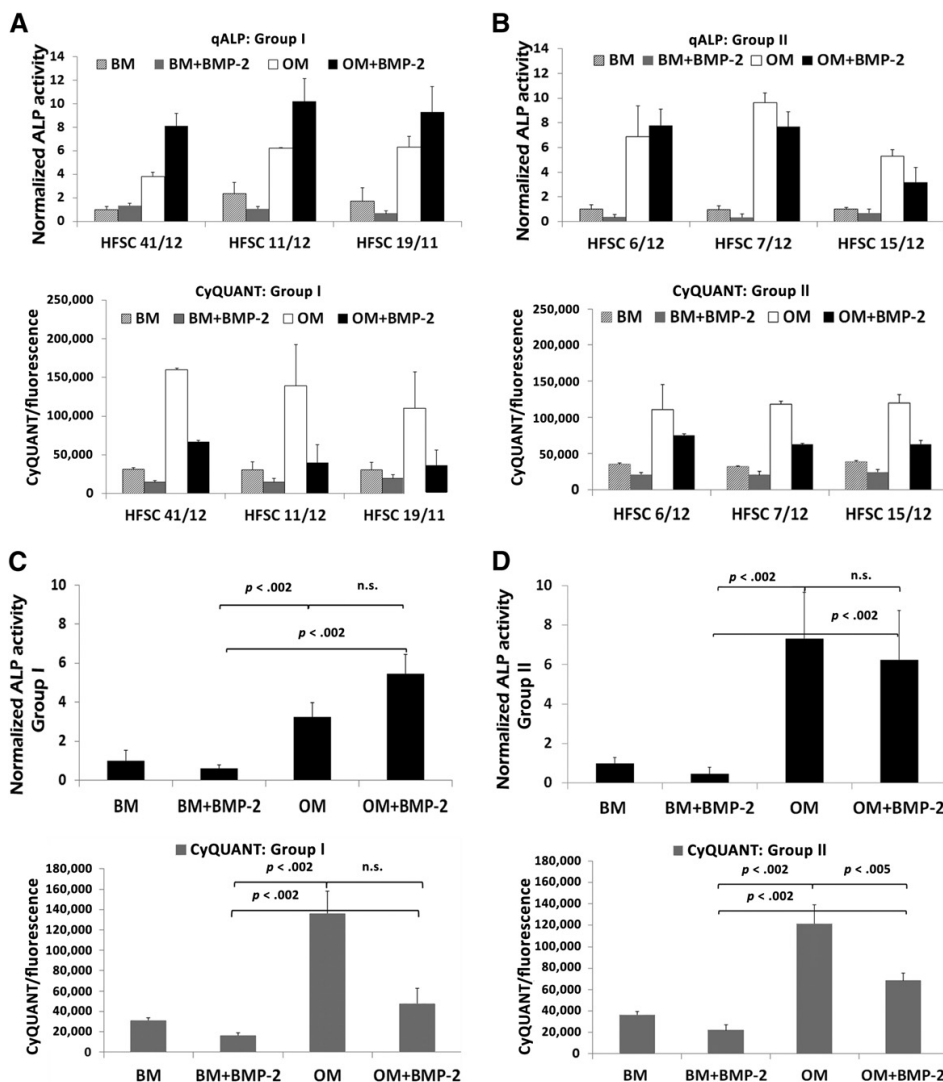 A
qALP: Group I
BM BM+BMP-2 OM OM+BMP-2
Normalized ALP activity
14
12
10
8
6
4
2
0
HFSC 41/12 HFSC 11/12 HFSC 19/11
CyQUANT: Group I
BM BM+BMP-2 OM OM+BMP-2
CyQUANT/fluorescence
250,000
200,000
150,000
100,000
50,000
0
HFSC 41/12 HFSC 11/12 HFSC 19/11
B
qALP: Group II
BM BM+BMP-2 OM OM+BMP-2
Normalized ALP activity
14
12
10
8
6
4
2
0
HFSC 6/12 HFSC 7/12 HFSC 15/12
CyQUANT: Group II
BM BM+BMP-2 OM OM+BMP-2
CyQUANT/fluorescence
250,000
200,000
150,000
100,000
50,000
0
HFSC 6/12 HFSC 7/12 HFSC 15/12
C
Normalized ALP activity
Group I
10
8
6
4
2
0
p < .002 n.s.
p < .002
BM BM+BMP-2 OM OM+BMP-2
CyQUANT: Group I
CyQUANT/fluorescence
180,000
160,000
140,000
120,000
100,000
80,000
60,000
40,000
20,000
0
p < .002 n.s.
p < .002
BM BM+BMP-2 OM OM+BMP-2
D
Normalized ALP activity
Group II
10
8
6
4
2
0
p < .002 n.s.
p < .002
BM BM+BMP-2 OM OM+BMP-2
CyQUANT: Group II
CyQUANT/fluorescence
180,000
160,000
140,000
120,000
100,000
80,000
60,000
40,000
20,000
0
p < .002 p < .005
p < .002
BM BM+BMP-2 OM OM+BMP-2